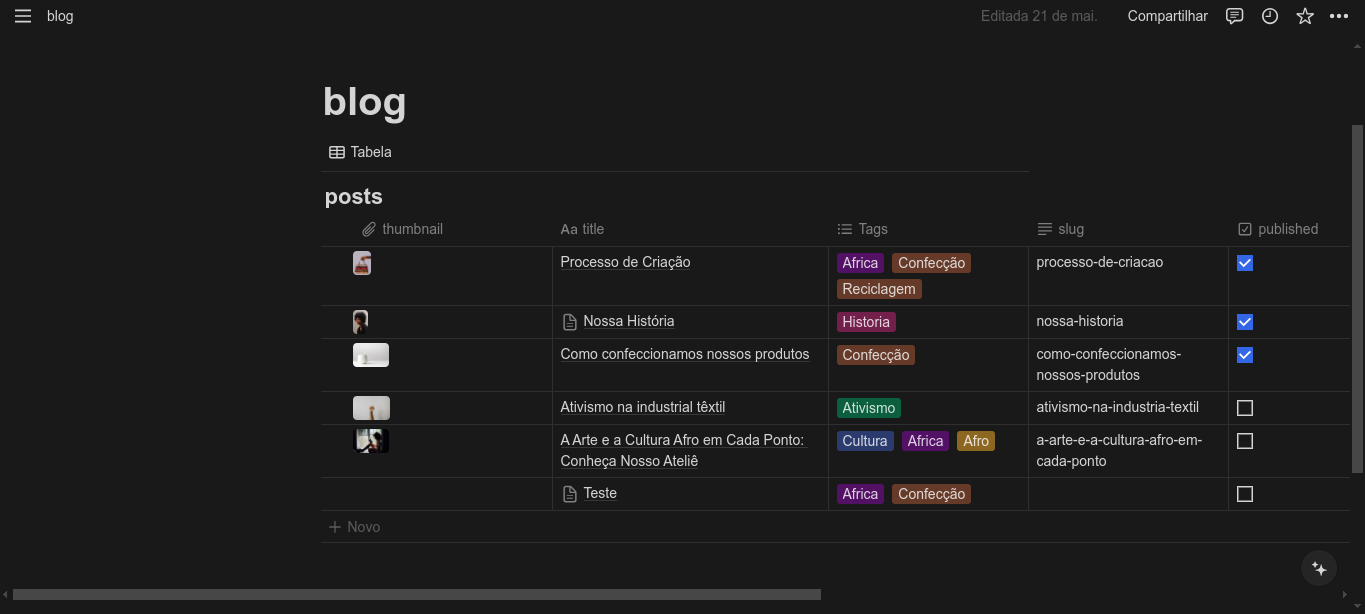 blog
Editada 21 de mai.
Compartilhar
blog
Tabela
posts
thumbnail
Aa title
Tags
slug
published
Processo de Criação
Africa Confecção
Reciclagem
processo-de-criacao
Nossa História
Historia
nossa-historia
Como confeccionamos nossos produtos
Confecção
como-confeccionamos-
nossos-produtos
Ativismo na industrial têxtil
Ativismo
ativismo-na-industria-textil
A Arte e a Cultura Afro em Cada Ponto:
Conheça Nosso Ateliê
Cultura Africa Afro
a-arte-e-a-cultura-afro-em-
cada-ponto
Teste
Africa Confecção
Novo